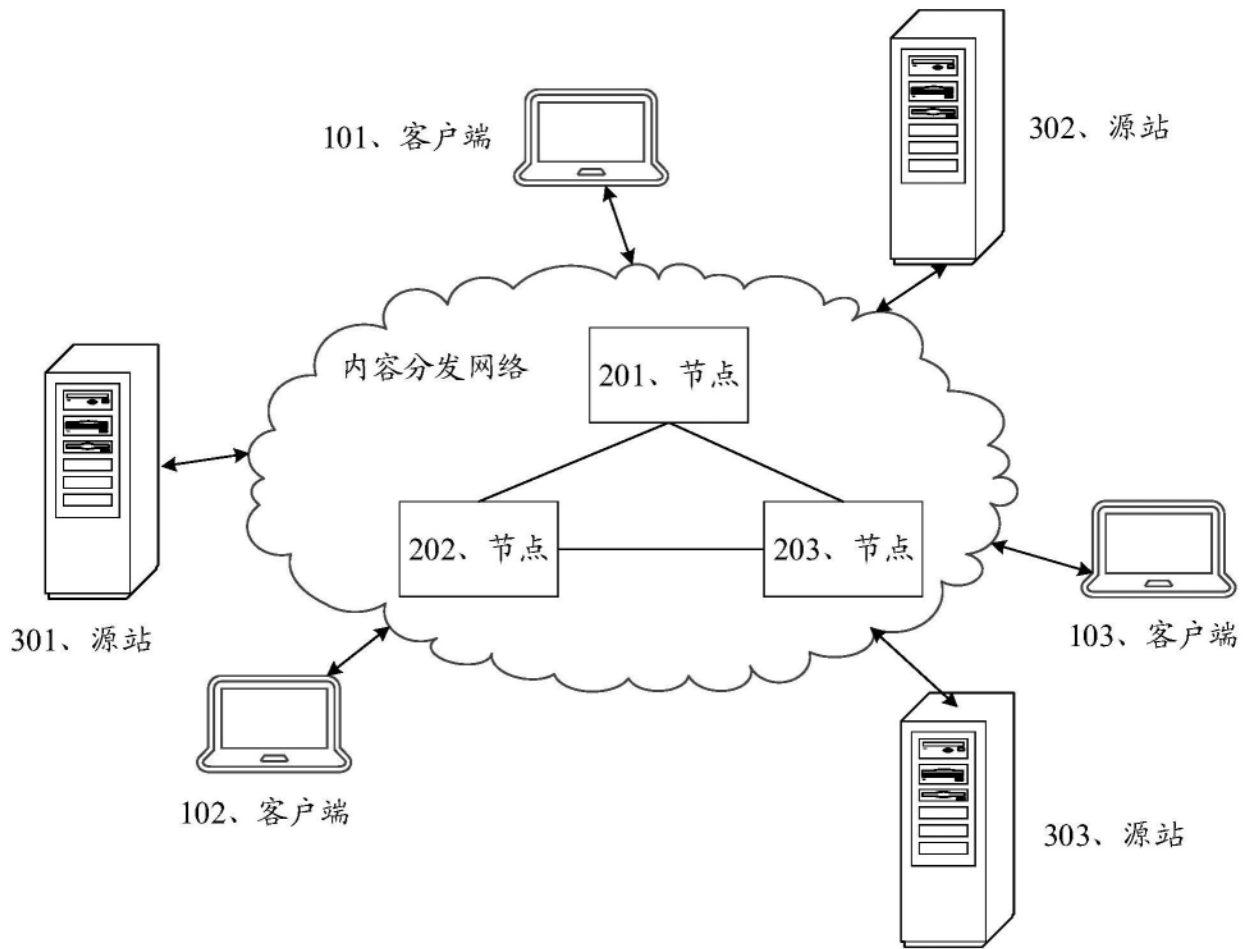 101、客户端
302、源站
内容分发网络
201、节点
202、节点
203、节点
301、源站
103、客户端
102、客户端
303、源站